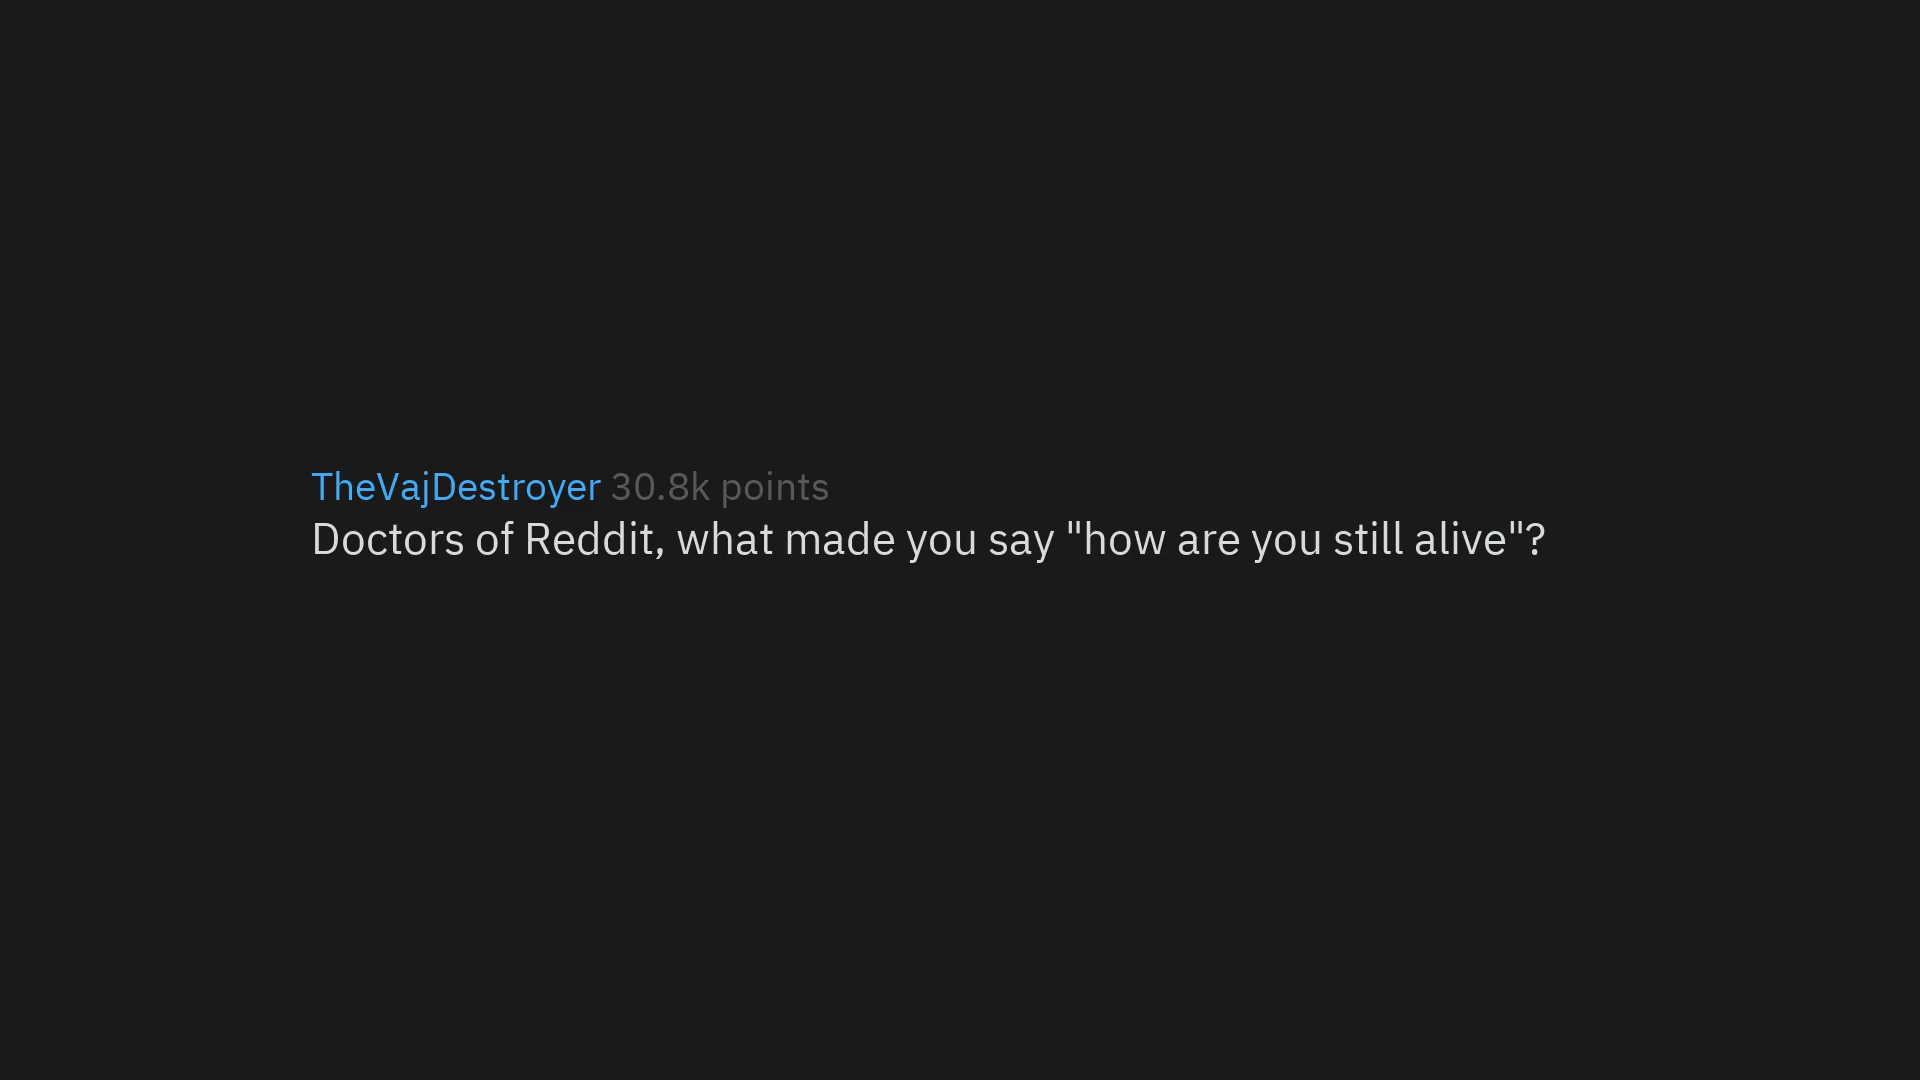 TheVajDestroyer 30.8k points
Doctors of Reddit, what made you say "how are you still alive"?